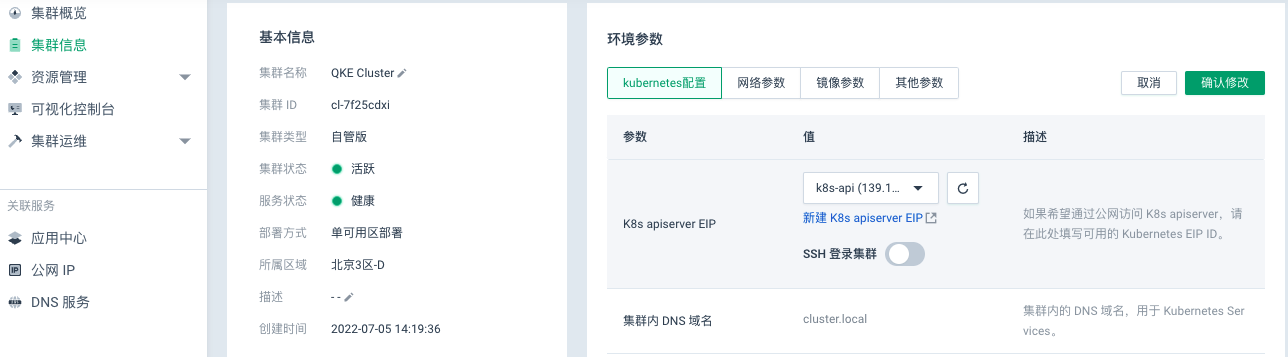 集群概览
集群信息
资源管理
可视化控制台
集群运维
关联服务
应用中心
公网 IP
DNS 服务
基本信息
集群名称 QKE Cluster
集群 ID cl-7f25cdxi
集群类型 自管版
集群状态 活跃
服务状态 健康
部署方式 单可用区部署
所属区域 北京3区-D
描述 - -
创建时间 2022-07-05 14:19:36
环境参数
kubernetes配置 网络参数 镜像参数 其他参数 取消 确认修改
参数 值 描述
K8s apiserver EIP
k8s-api (139.1...
新建 K8s apiserver EIP
SSH 登录集群
如果希望通过公网访问 K8s apiserver，请
在此处填写可用的 Kubernetes EIP ID。
集群内 DNS 域名
cluster.local
集群内的 DNS 域名，用于 Kubernetes Ser
vices。